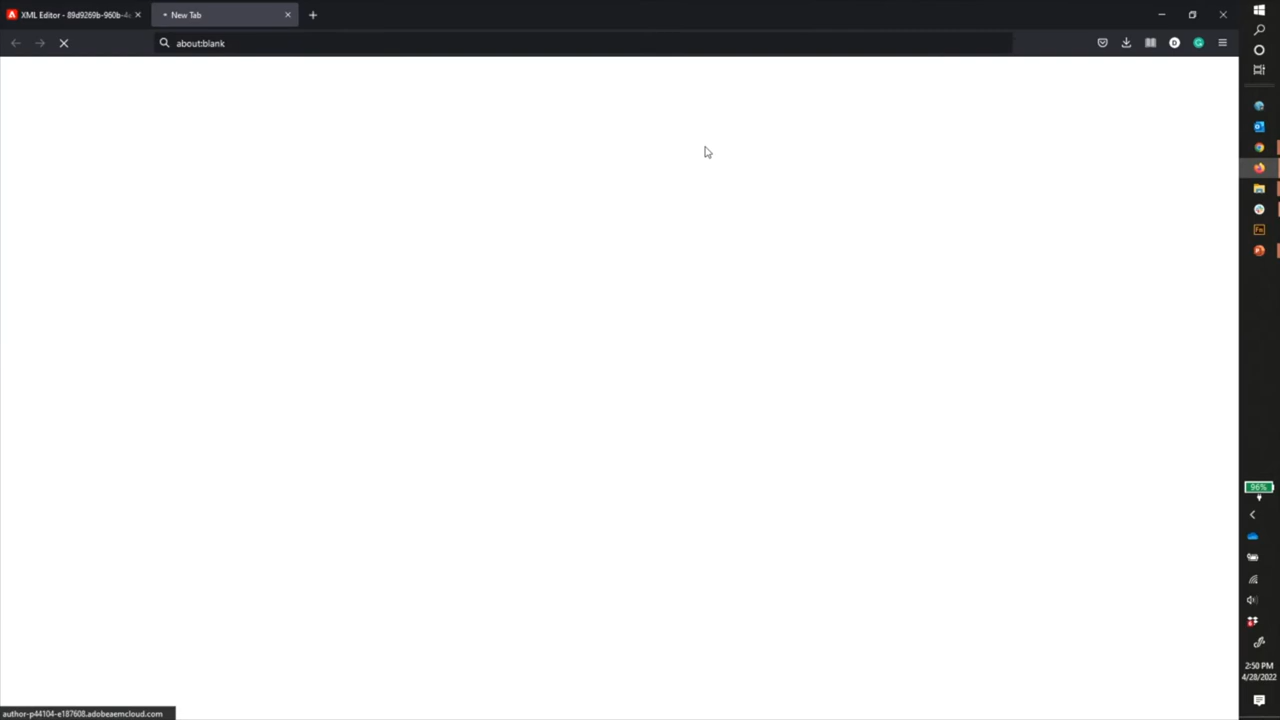 XML Editor - 89d9269b-960b-4
New Tab
about:blank
Fm
96%
2:50 PM
4/28/2022
author-p44104-e187608.adobeaemcloud.com